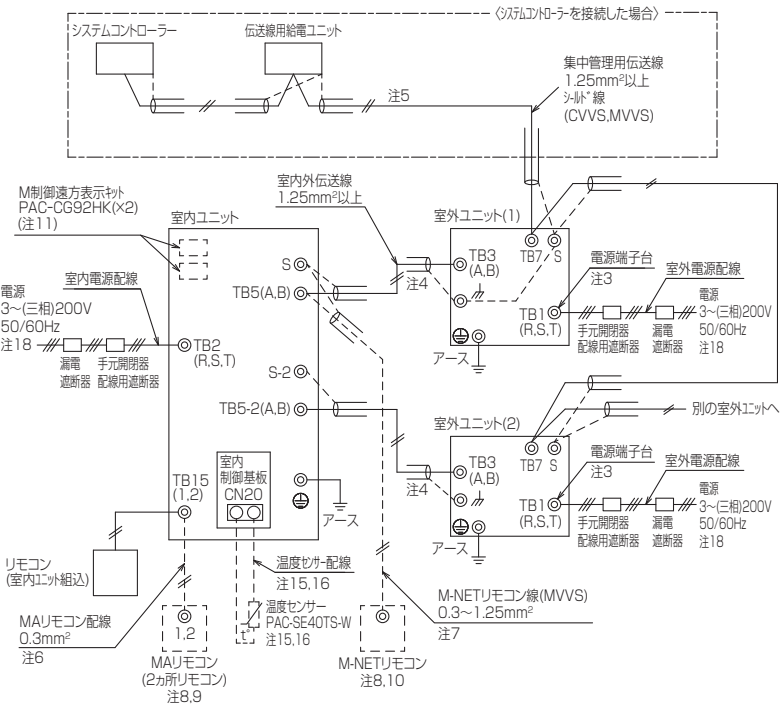 〈システムコントローラーを接続した場合〉
システムコントローラー
伝送線用給電ユニット
注5
集中管理用伝送線
1.25mm²以上
シールド線
(CVVS,MVVS)
M制御遠方表示キット
PAC-CG92HK(×2)
(注11)
室内ユニット
室内外伝送線
1.25mm²以上
室外ユニット(1)
S
TB5(A,B)
注4
TB3
(A,B)
TB7
S
電源端子台
注3
室外電源配線
TB1
(R,S,T)
電源
3~(三相)200V
50/60Hz
注18
手元開閉器
配線用遮断器
漏電
遮断器
アース
電源
3~(三相)200V
50/60Hz
注18
室内電源配線
漏電
遮断器
手元開閉器
配線用遮断器
TB2
(R,S,T)
S-2
TB5-2(A,B)
別の室外ユニットへ
室外ユニット(2)
注4
TB3
(A,B)
TB7
S
電源端子台
注3
室外電源配線
TB1
(R,S,T)
電源
3~(三相)200V
50/60Hz
注18
手元開閉器
配線用遮断器
漏電
遮断器
アース
TB15
(1,2)
室内
制御基板
CN20
アース
リモコン
(室内ユニット組込)
温度センサー配線
注15,16
温度センサー
PAC-SE40TS-W
注15,16
t°
M-NETリモコン線(MVVS)
0.3~1.25mm²
注7
MAリモコン配線
0.3mm²
注6
1,2
MAリモコン
(2ヵ所リモコン)
注8,9
M-NETリモコン
注8,10